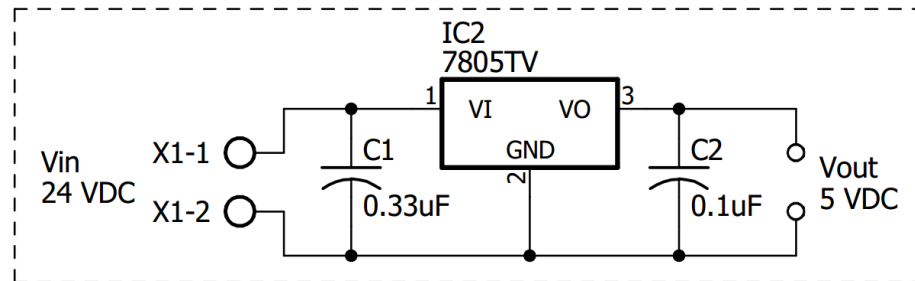 IC2
7805TV
1
VI
VO
3
GND
2
X1-1
X1-2
Vin
24 VDC
C1
0.33uF
C2
0.1uF
Vout
5 VDC